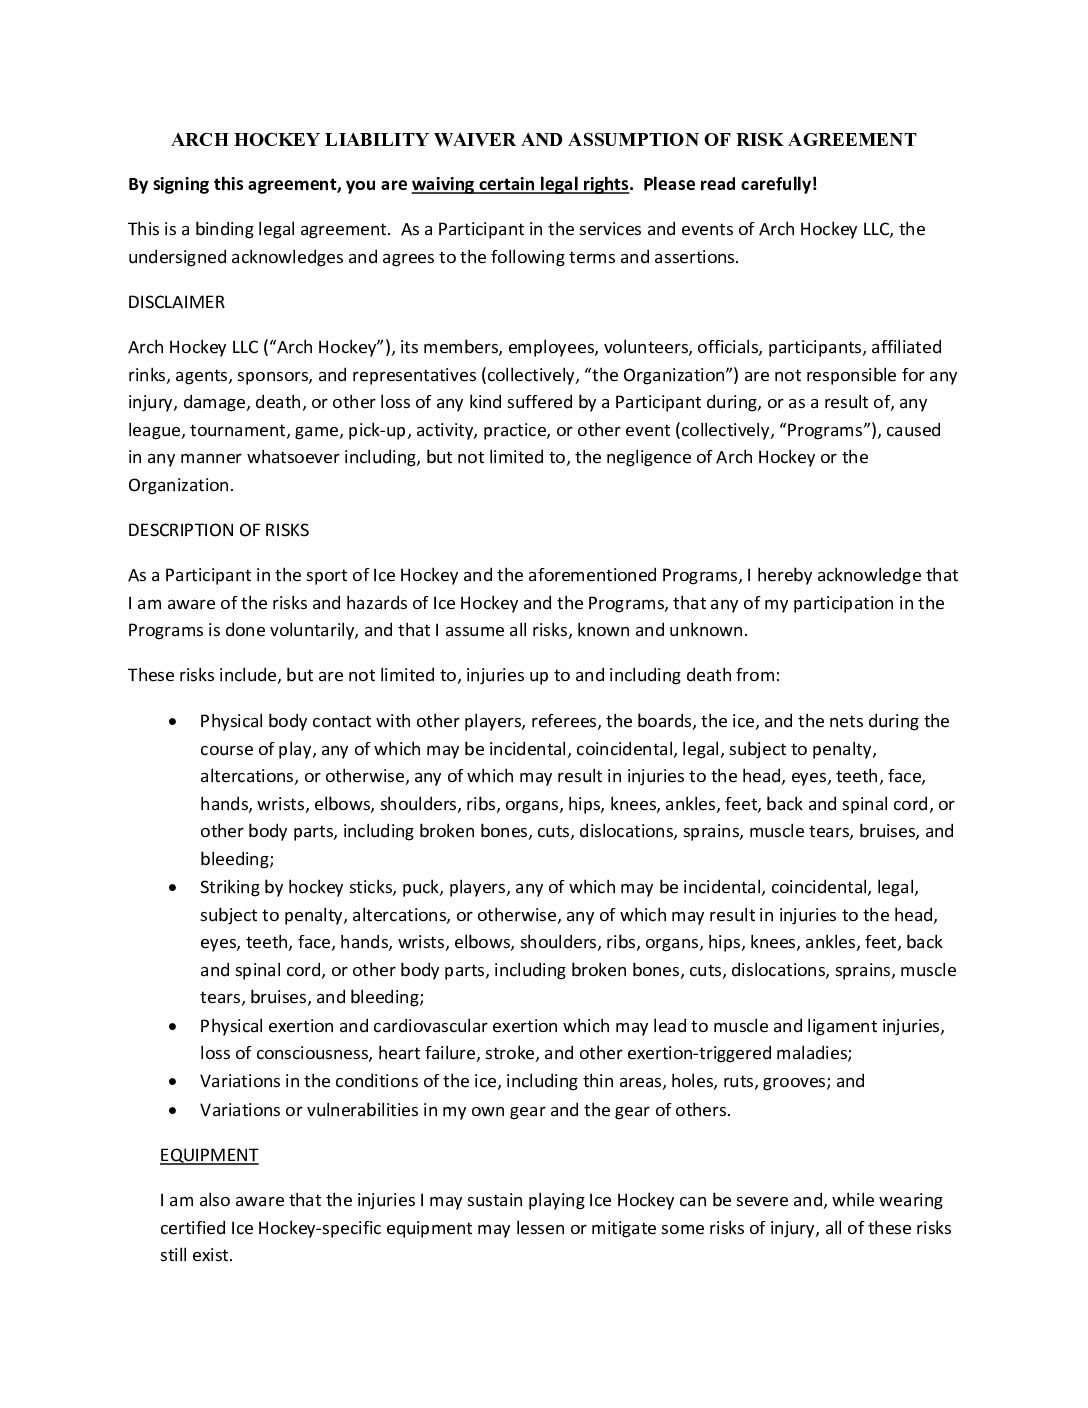 ARCH HOCKEY LIABILITY WAIVER AND ASSUMPTION OF RISK AGREEMENT
By signing this agreement, you are waiving certain legal rights.  Please read carefully!
This is a binding legal agreement.  As a Participant in the services and events of Arch Hockey LLC, the
undersigned acknowledges and agrees to the following terms and assertions.
DISCLAIMER
Arch Hockey LLC (“Arch Hockey”), its members, employees, volunteers, officials, participants, affiliated
rinks, agents, sponsors, and representatives (collectively, “the Organization”) are not responsible for any
injury, damage, death, or other loss of any kind suffered by a Participant during, or as a result of, any
league, tournament, game, pick-up, activity, practice, or other event (collectively, “Programs”), caused
in any manner whatsoever including, but not limited to, the negligence of Arch Hockey or the
Organization.
DESCRIPTION OF RISKS
As a Participant in the sport of Ice Hockey and the aforementioned Programs, I hereby acknowledge that
I am aware of the risks and hazards of Ice Hockey and the Programs, that any of my participation in the
Programs is done voluntarily, and that I assume all risks, known and unknown.
These risks include, but are not limited to, injuries up to and including death from:
• Physical body contact with other players, referees, the boards, the ice, and the nets during the
course of play, any of which may be incidental, coincidental, legal, subject to penalty,
altercations, or otherwise, any of which may result in injuries to the head, eyes, teeth, face,
hands, wrists, elbows, shoulders, ribs, organs, hips, knees, ankles, feet, back and spinal cord, or
other body parts, including broken bones, cuts, dislocations, sprains, muscle tears, bruises, and
bleeding;
• Striking by hockey sticks, puck, players, any of which may be incidental, coincidental, legal,
subject to penalty, altercations, or otherwise, any of which may result in injuries to the head,
eyes, teeth, face, hands, wrists, elbows, shoulders, ribs, organs, hips, knees, ankles, feet, back
and spinal cord, or other body parts, including broken bones, cuts, dislocations, sprains, muscle
tears, bruises, and bleeding;
• Physical exertion and cardiovascular exertion which may lead to muscle and ligament injuries,
loss of consciousness, heart failure, stroke, and other exertion-triggered maladies;
• Variations in the conditions of the ice, including thin areas, holes, ruts, grooves; and
• Variations or vulnerabilities in my own gear and the gear of others.
EQUIPMENT
I am also aware that the injuries I may sustain playing Ice Hockey can be severe and, while wearing
certified Ice Hockey-specific equipment may lessen or mitigate some risks of injury, all of these risks
still exist.